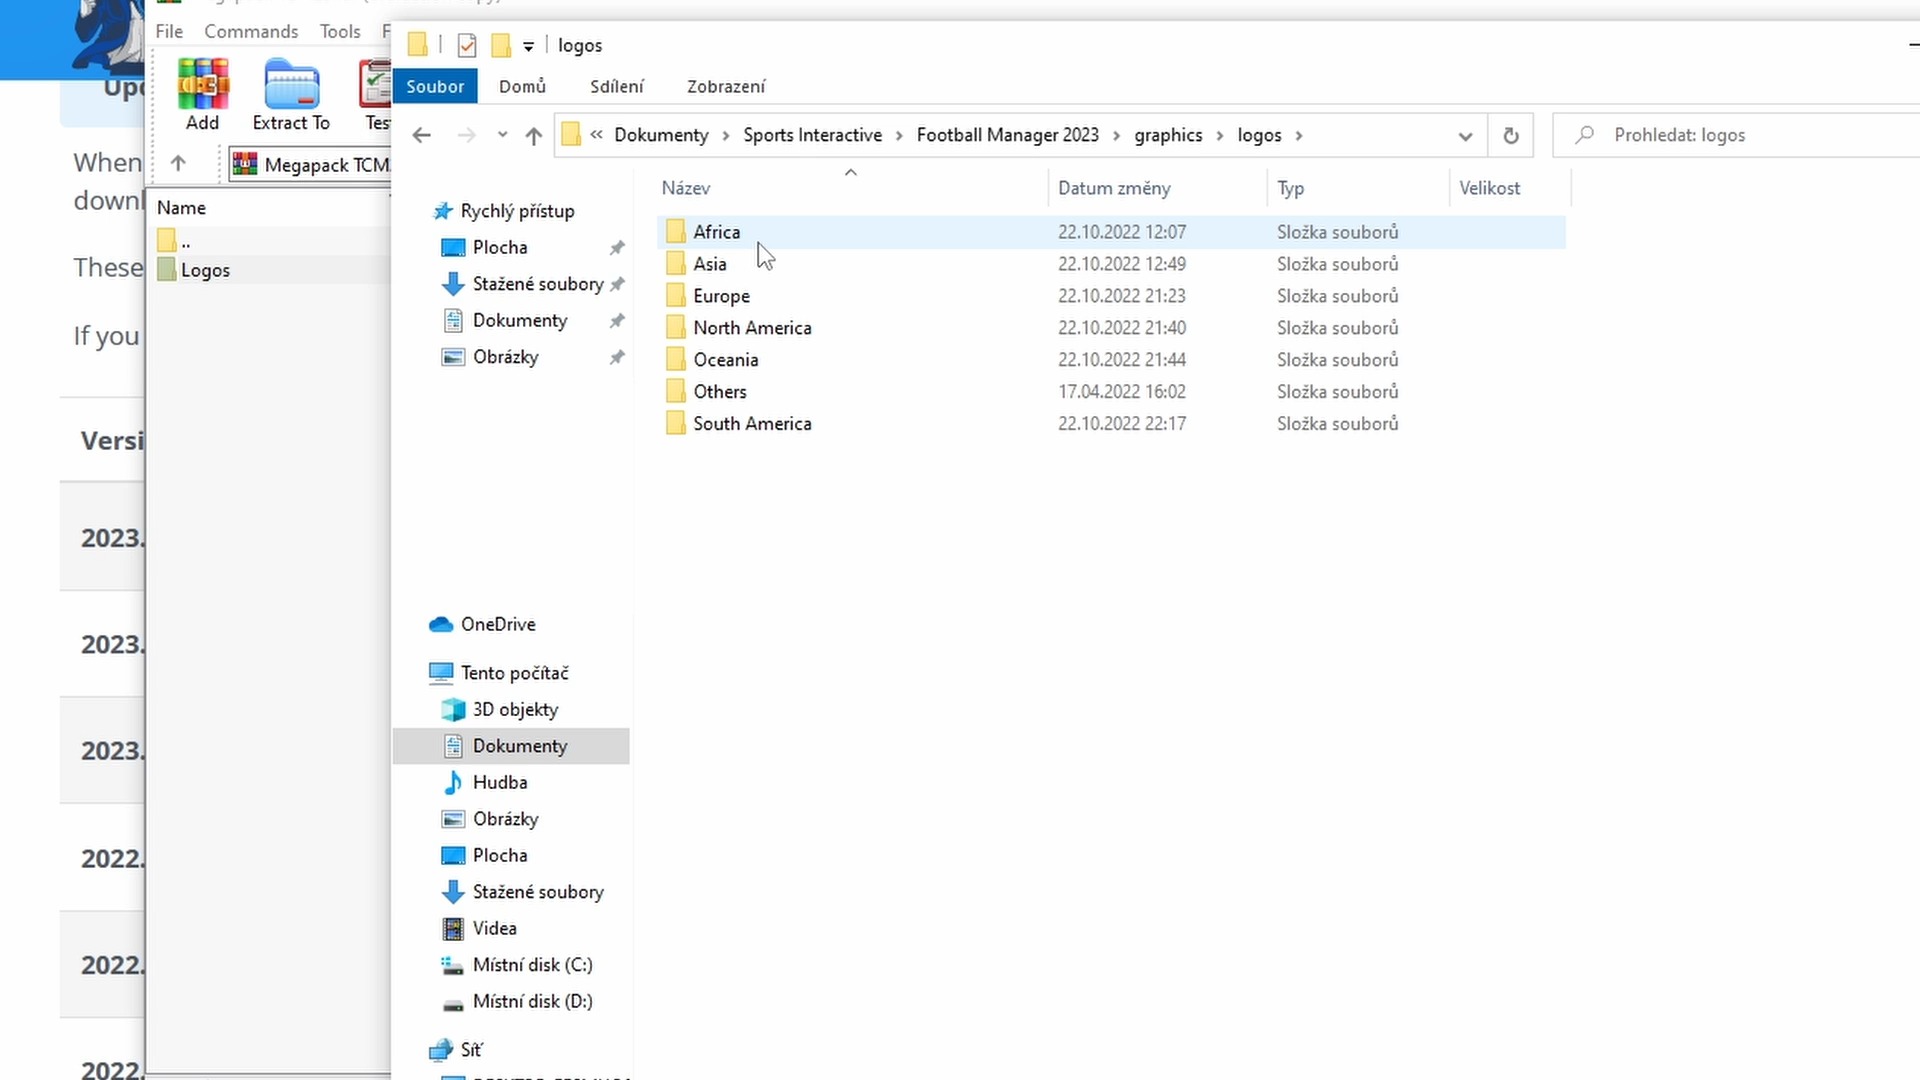 File Commands Tools
Add Extract To
Megapack TCM
Name
..
Logos
When
These
If you
2023.
2023.
2023.
2022.
2022.
2022.
logos
Soubor Domů Sdílení Zobrazení
« Dokumenty › Sports Interactive › Football Manager 2023 › graphics › logos ›
Prohledat: logos
Rychlý přístup
Plocha
Stažené soubory
Dokumenty
Obrázky
OneDrive
Tento počítač
3D objekty
Dokumenty
Hudba
Obrázky
Plocha
Stažené soubory
Videa
Místní disk (C:)
Místní disk (D:)
Síť
Název Datum změny Typ Velikost
Africa 22.10.2022 12:07 Složka souborů
Asia 22.10.2022 12:49 Složka souborů
Europe 22.10.2022 21:23 Složka souborů
North America 22.10.2022 21:40 Složka souborů
Oceania 22.10.2022 21:44 Složka souborů
Others 17.04.2022 16:02 Složka souborů
South America 22.10.2022 22:17 Složka souborů